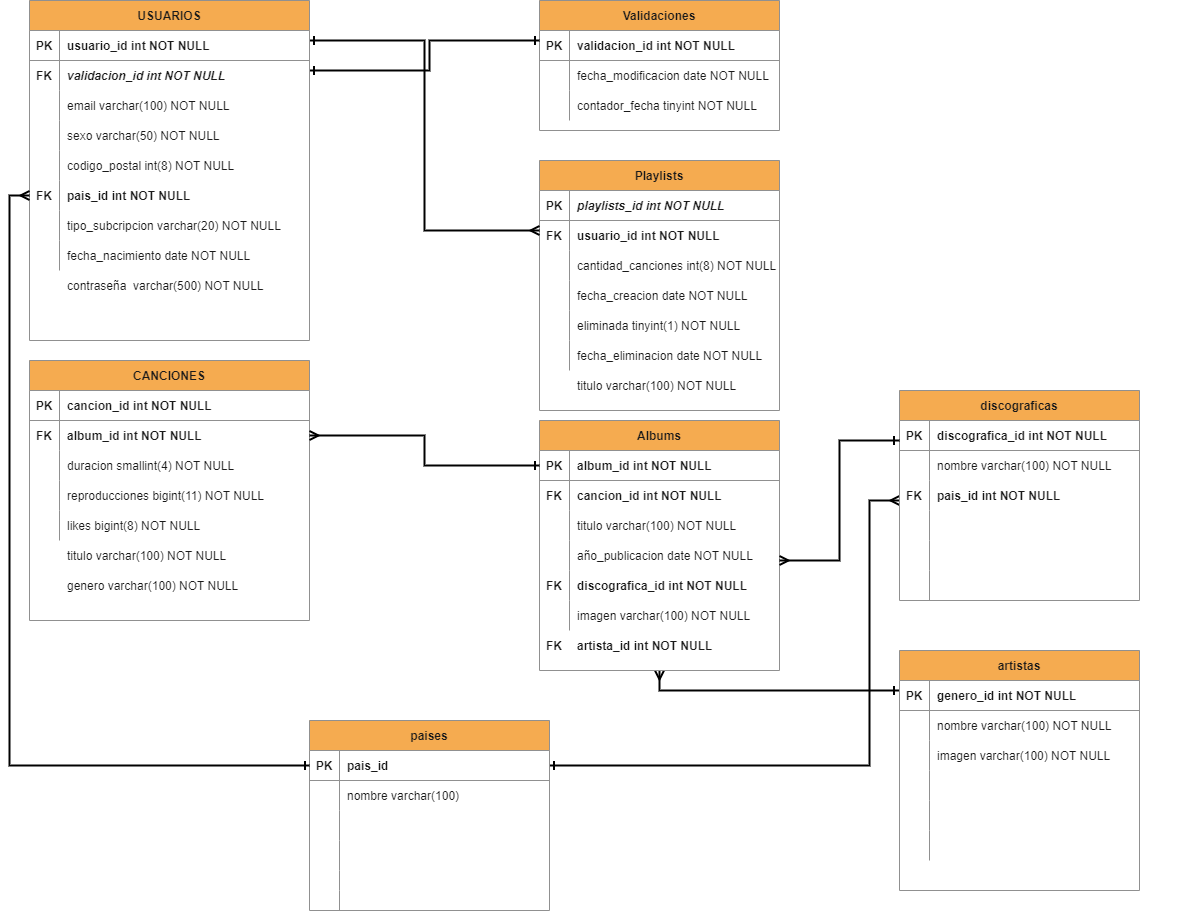 USUARIOS
PK usuario_id int NOT NULL
FK validacion_id int NOT NULL
email varchar(100) NOT NULL
sexo varchar(50) NOT NULL
codigo_postal int(8) NOT NULL
FK pais_id int NOT NULL
tipo_subcripcion varchar(20) NOT NULL
fecha_nacimiento date NOT NULL
contraseña varchar(500) NOT NULL
Validaciones
PK validacion_id int NOT NULL
fecha_modificacion date NOT NULL
contador_fecha tinyint NOT NULL
Playlists
PK playlists_id int NOT NULL
FK usuario_id int NOT NULL
cantidad_canciones int(8) NOT NULL
fecha_creacion date NOT NULL
eliminada tinyint(1) NOT NULL
fecha_eliminacion date NOT NULL
titulo varchar(100) NOT NULL
CANCIONES
PK cancion_id int NOT NULL
FK album_id int NOT NULL
duracion smallint(4) NOT NULL
reproducciones bigint(11) NOT NULL
likes bigint(8) NOT NULL
titulo varchar(100) NOT NULL
genero varchar(100) NOT NULL
Albums
PK album_id int NOT NULL
FK cancion_id int NOT NULL
titulo varchar(100) NOT NULL
año_publicacion date NOT NULL
FK discografica_id int NOT NULL
imagen varchar(100) NOT NULL
FK artista_id int NOT NULL
discograficas
PK discografica_id int NOT NULL
nombre varchar(100) NOT NULL
FK pais_id int NOT NULL
artistas
PK genero_id int NOT NULL
nombre varchar(100) NOT NULL
imagen varchar(100) NOT NULL
paises
PK pais_id
nombre varchar(100)